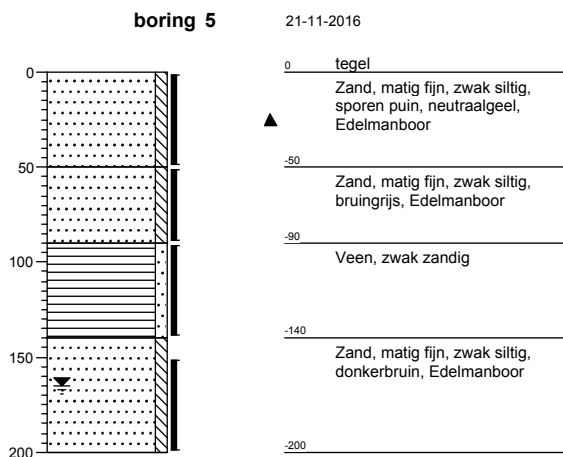 boring 5 21-11-2016
0 tegel
0
Zand, matig fijn, zwak siltig,
sporen puin, neutraalgeel,
Edelmanboor
50
-50
Zand, matig fijn, zwak siltig,
bruingrijs, Edelmanboor
-90
100
Veen, zwak zandig
-140
150
Zand, matig fijn, zwak siltig,
donkerbruin, Edelmanboor
200
-200